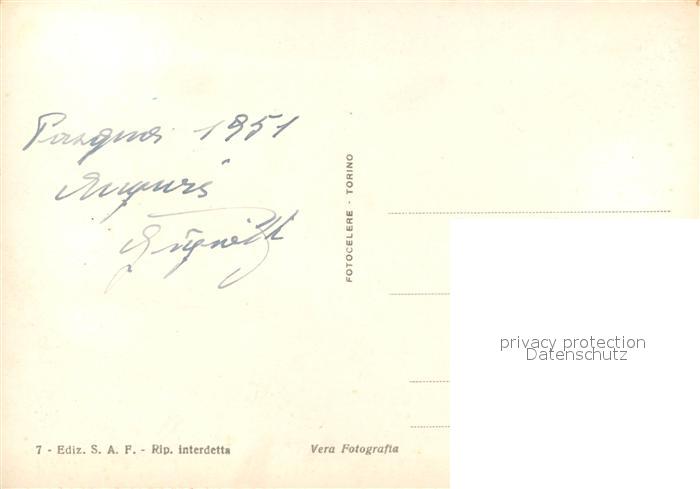 Pasqua 1951
Auguri
FOTOCELERE - TORINO
privacy protection
Datenschutz
7 - Ediz. S. A. F. - Rip. interdetta
Vera Fotografia